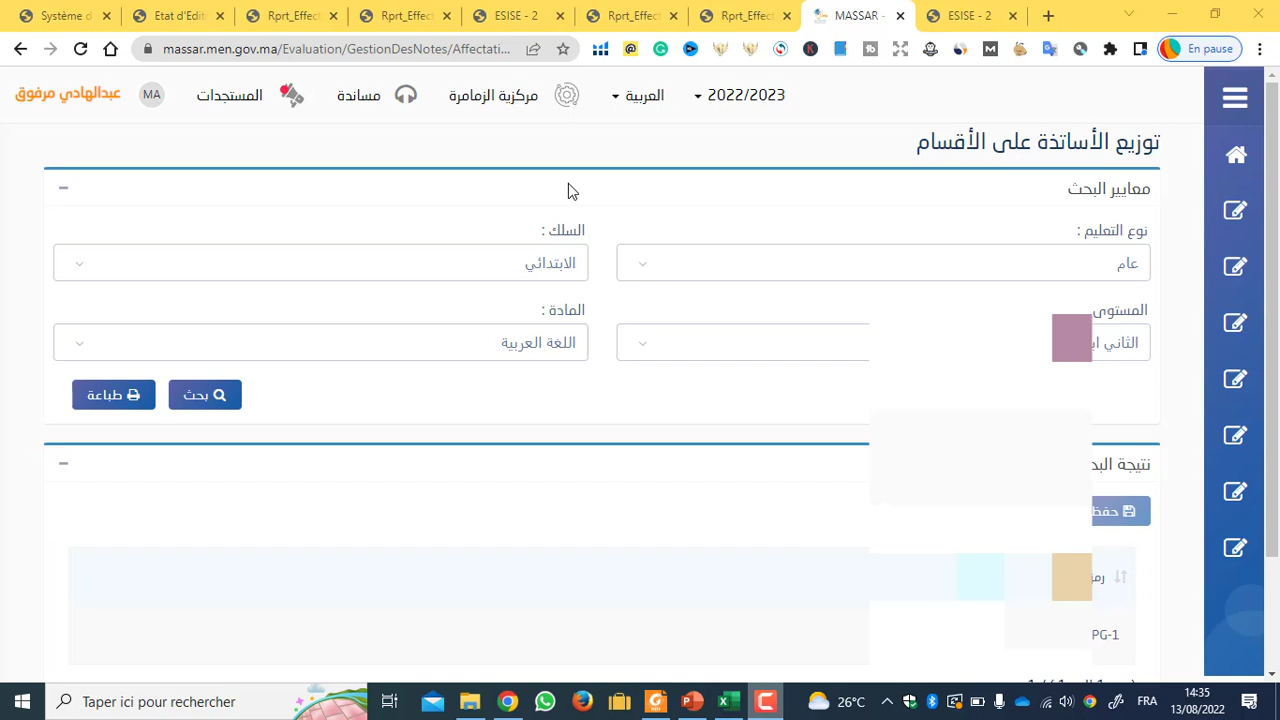 Système d
Etat d'Edit
Rprt_Effect
Rprt_Effec
ESISE - 2
Rprt_Effect
Rprt_Effect
MASSAR -
ESISE - 2
massar.men.gov.ma/Evaluation/GestionDesNotes/Affectati...
En pause
2022/2023
العربية
مركزية الزمامرة
مساندة
المستجدات
MA
عبدالهادي مرفوق
توزيع الأساتذة على الأقسام
معايير البحث
نوع التعليم :
السلك :
عام
الابتدائي
المستوى
المادة :
الثاني اب
اللغة العربية
بحث
طباعة
نتيجة البح
حفظ
رمز
PG-1
Taper ici pour rechercher
26°C
FRA
14:35
13/08/2022